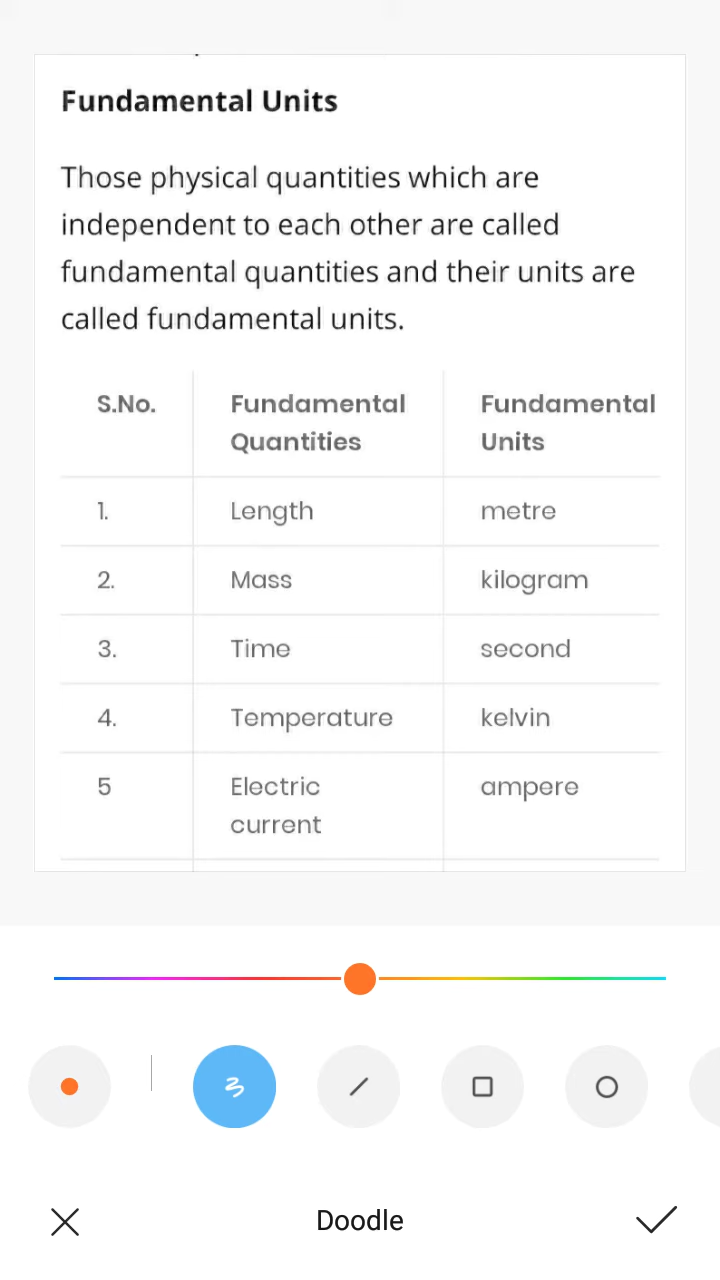 Fundamental Units
Those physical quantities which are
independent to each other are called
fundamental quantities and their units are
called fundamental units.
S.No. Fundamental Quantities Fundamental Units
1. Length metre
2. Mass kilogram
3. Time second
4. Temperature kelvin
5 Electric current ampere
Doodle